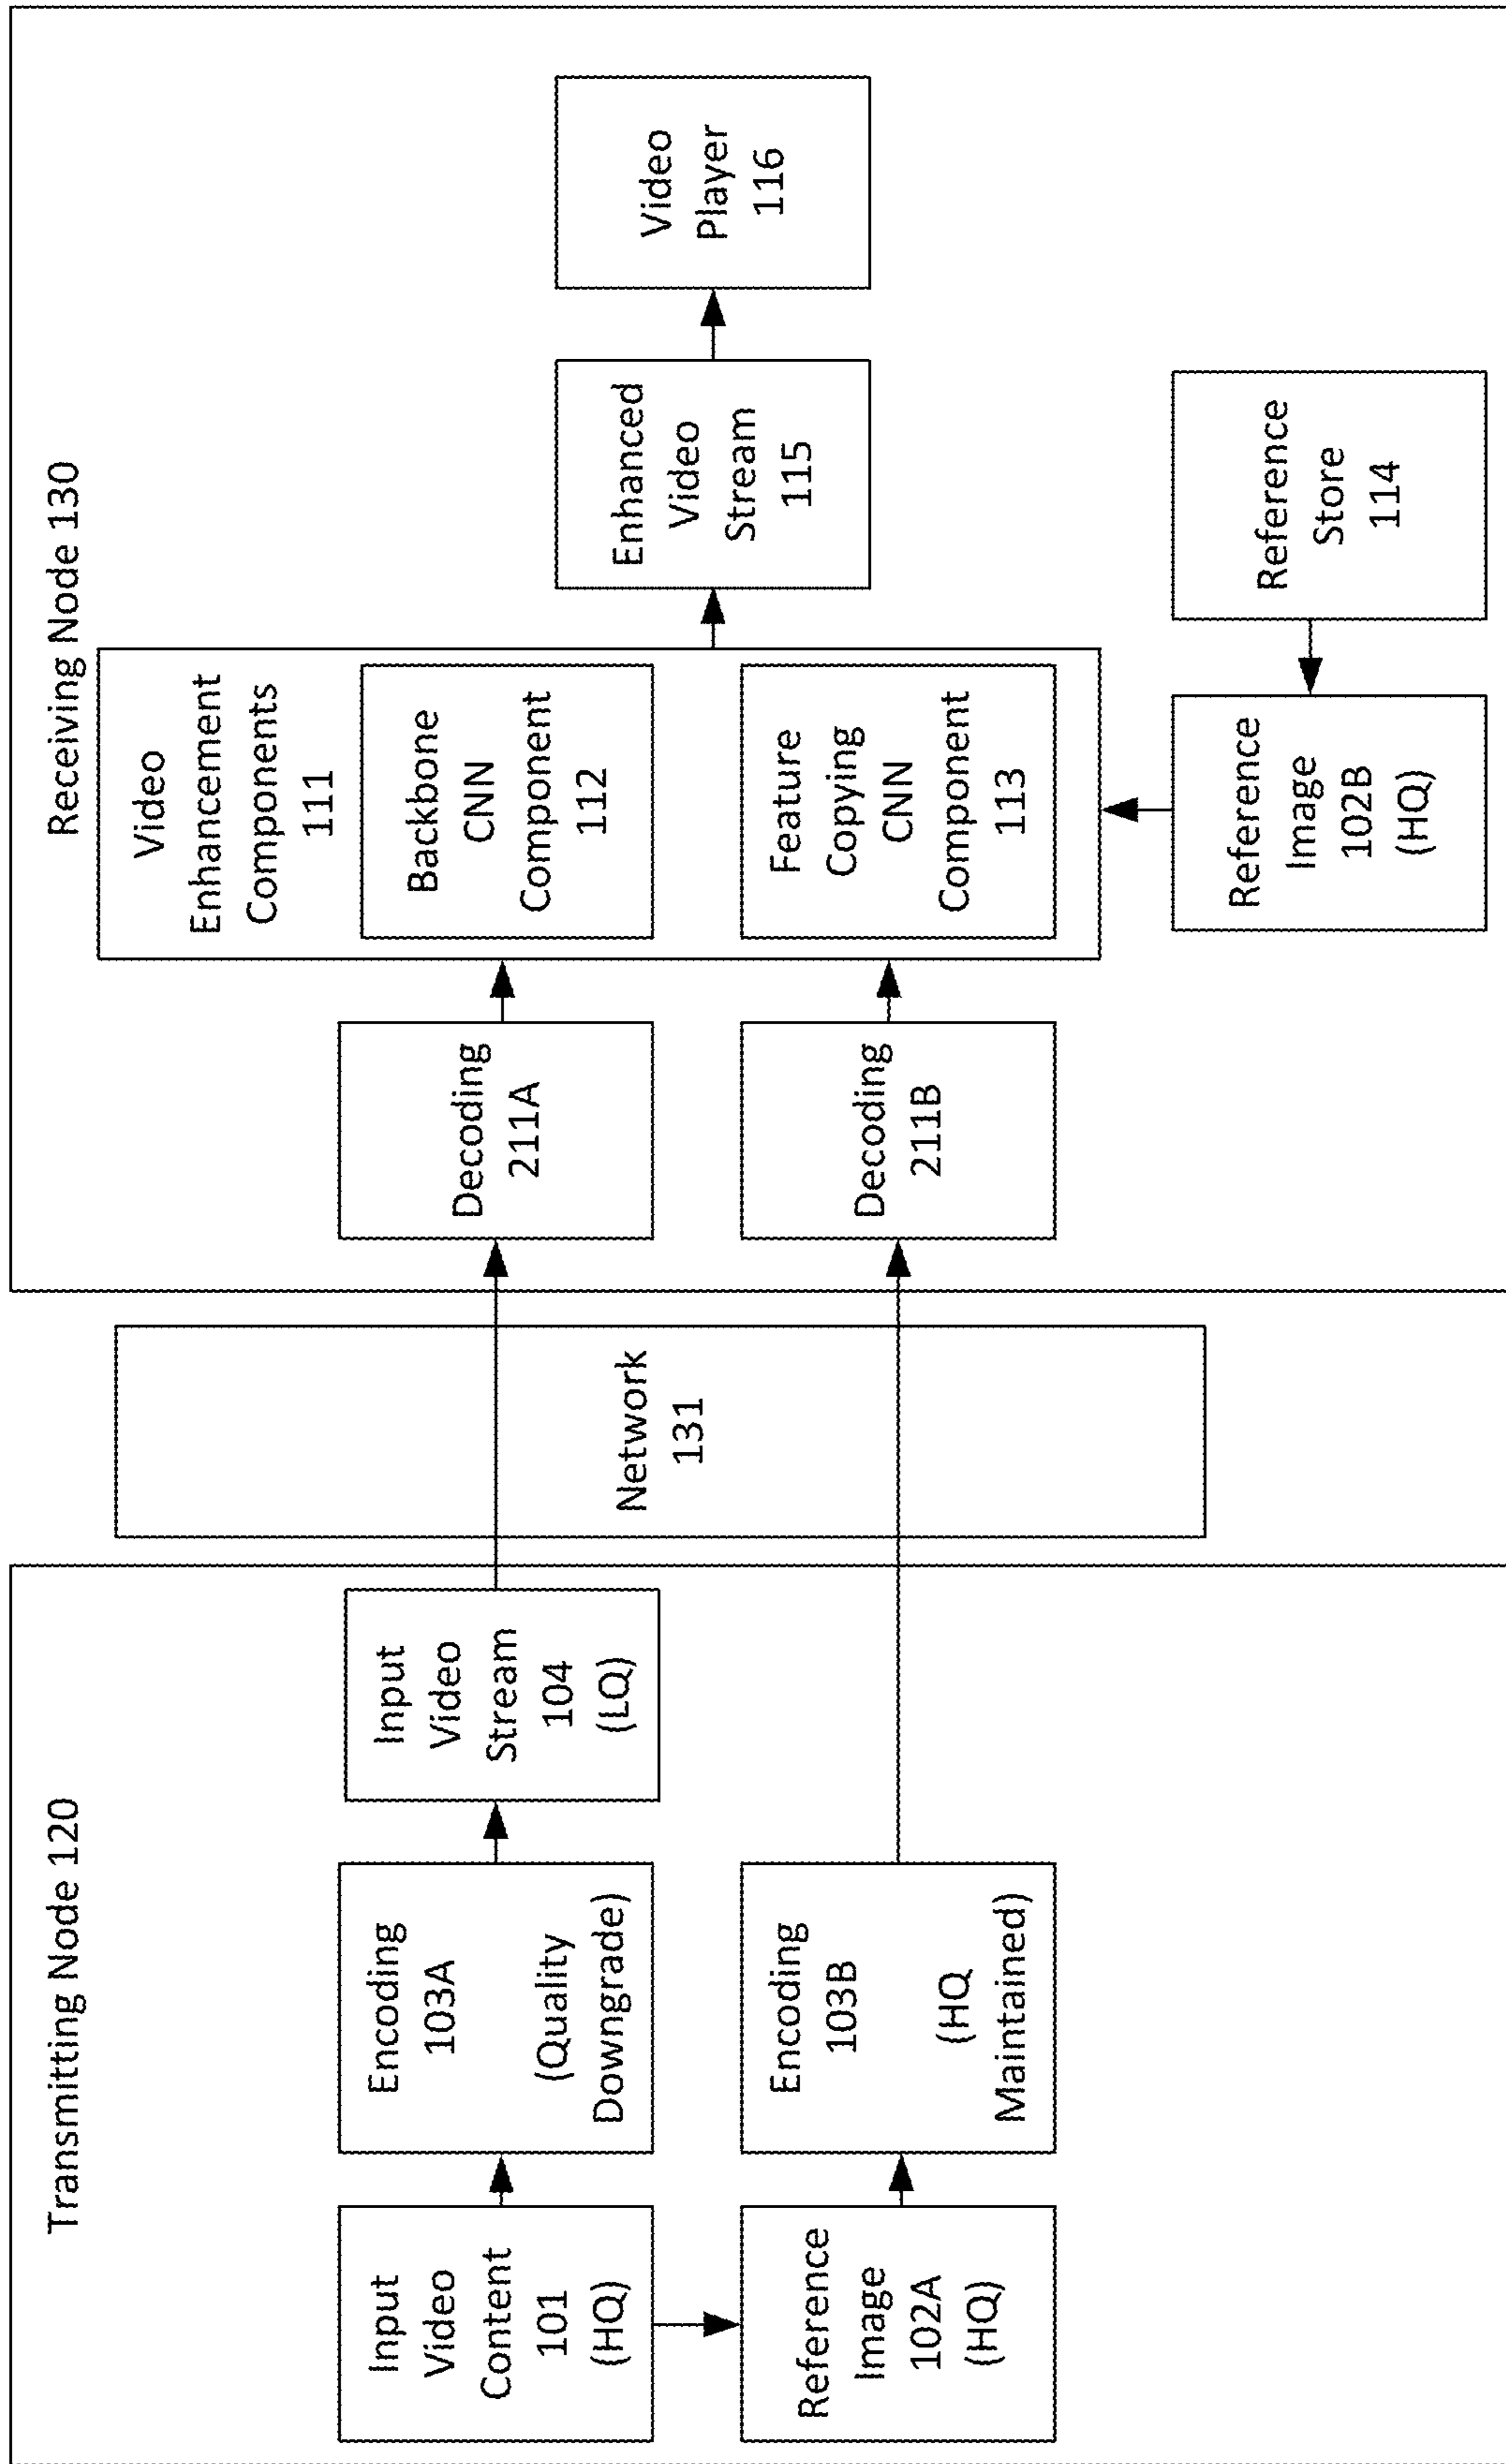 Transmitting Node 120
Input
Video
Content
101
(HQ)
Encoding
103A
(Quality
Downgrade)
Input
Video
Stream
104
(LQ)
Reference
Image
102A
(HQ)
Encoding
103B
(HQ
Maintained)
Network
131
Receiving Node 130
Decoding
211A
Decoding
211B
Video
Enhancement
Components
111
Backbone
CNN
Component
112
Feature
Copying
CNN
Component
113
Enhanced
Video
Stream
115
Video
Player
116
Reference
Image
102B
(HQ)
Reference
Store
114